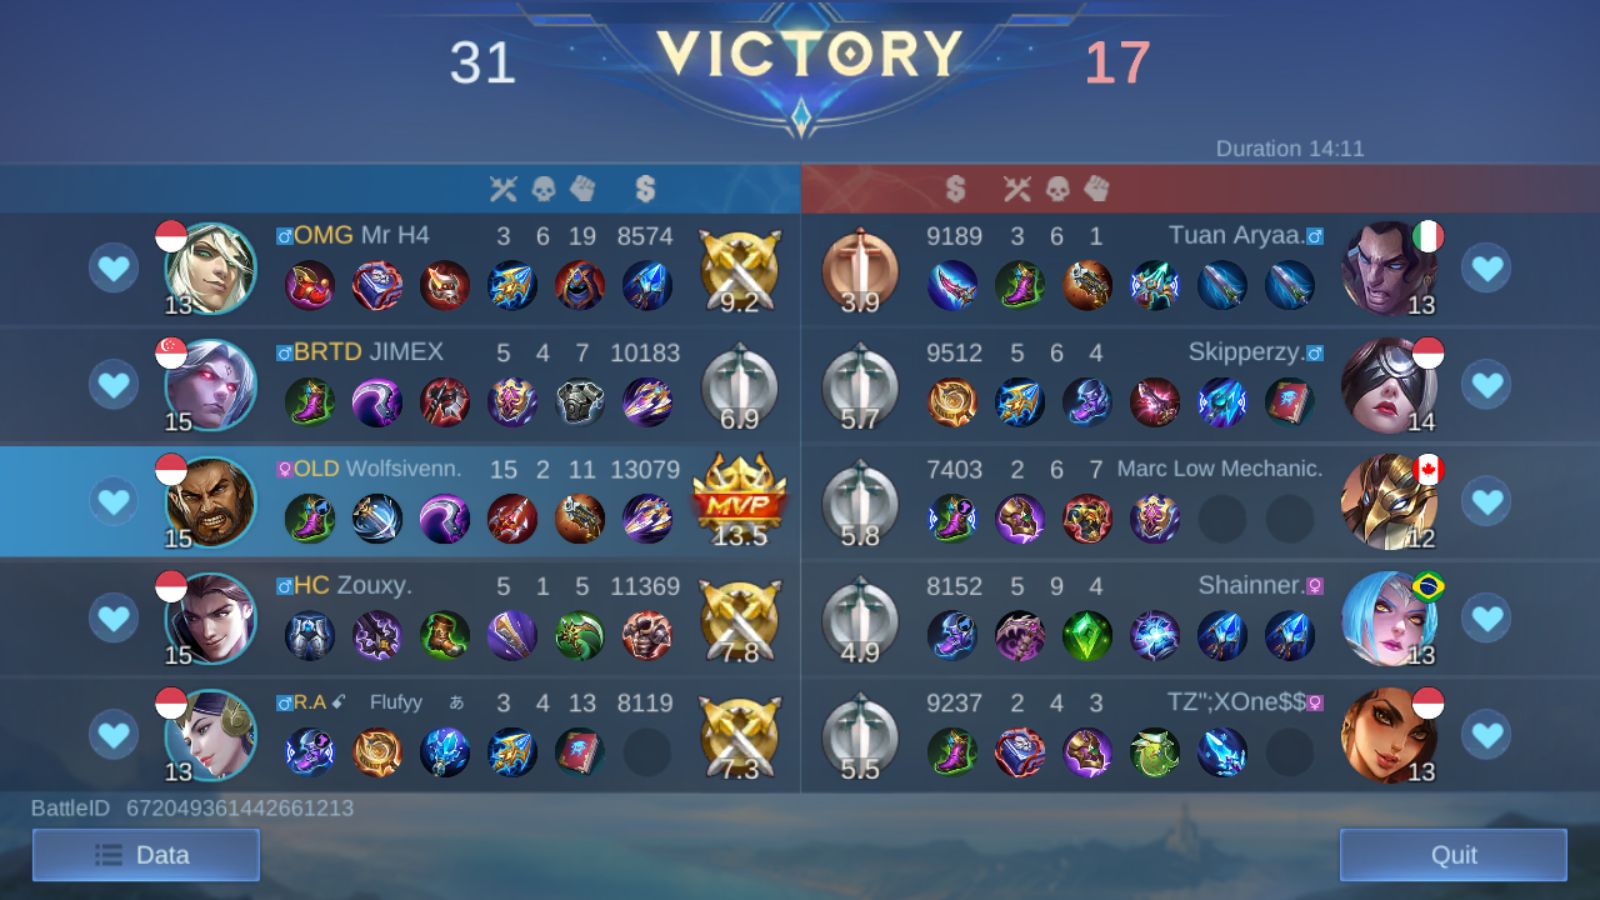 31 VICTORY 17
Duration 14:11
OMG Mr H4 3 6 19 8574
13 9.2
9189 3 6 1 Tuan Aryaa.
3.9 13
BRTD JIMEX 5 4 7 10183
15 6.9
9512 5 6 4 Skipperzy.
5.7 14
OLD Wolfsivenn. 15 2 11 13079
MVP
15 13.5
7403 2 6 7 Marc Low Mechanic.
5.8 12
HC Zouxy. 5 1 5 11369
15 7.8
8152 5 9 4 Shainner.
4.9 13
R.A Flufyy あ 3 4 13 8119
13 7.3
9237 2 4 3 TZ";XOne$$
5.5 13
BattleID 672049361442661213
Data Quit